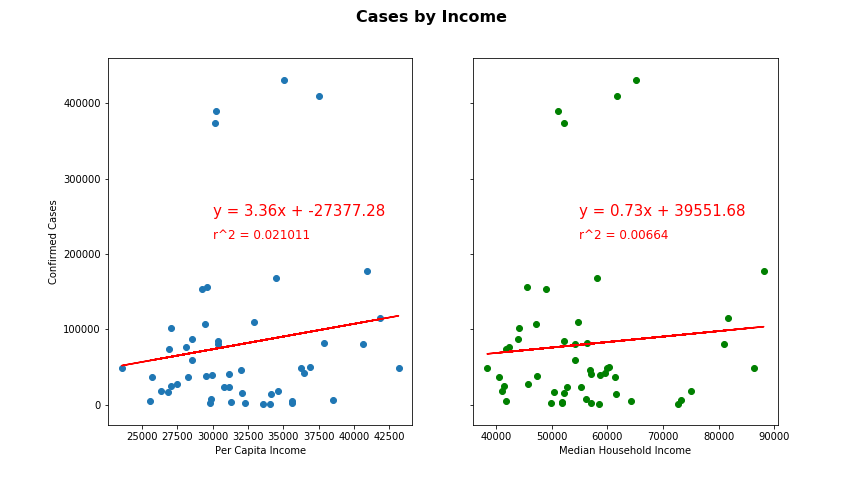 Cases by Income
Confirmed Cases
400000
300000
200000
100000
0
y = 3.36x + -27377.28
r^2 = 0.021011
25000 27500 30000 32500 35000 37500 40000 42500
Per Capita Income
y = 0.73x + 39551.68
r^2 = 0.00664
40000 50000 60000 70000 80000 90000
Median Household Income